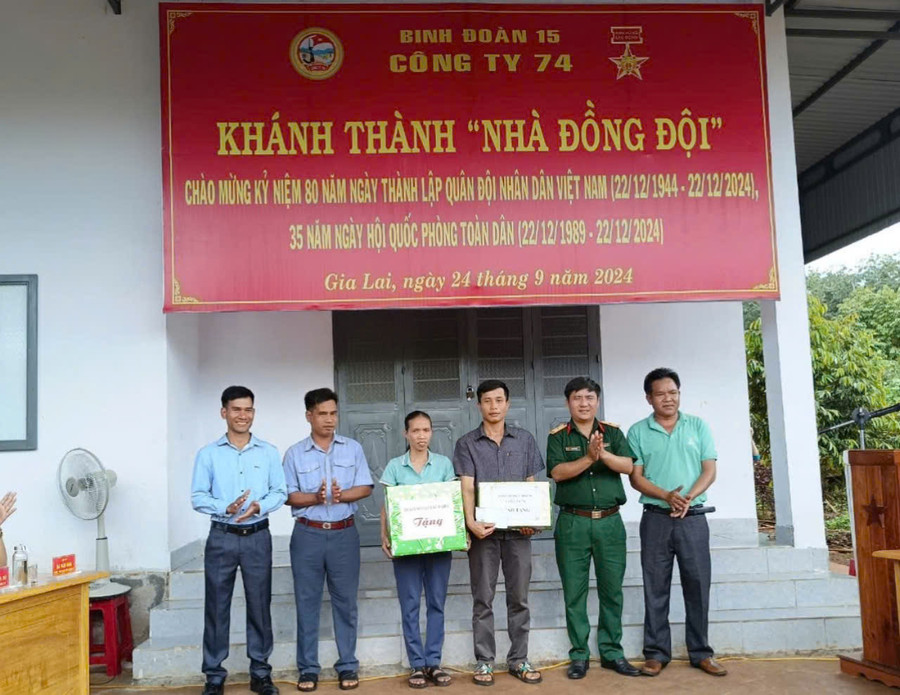 BINH ĐOÀN 15
CÔNG TY 74
KHÁNH THÀNH “NHÀ ĐỒNG ĐỘI”
CHÀO MỪNG KỶ NIỆM 80 NĂM NGÀY THÀNH LẬP QUÂN ĐỘI NHÂN DÂN VIỆT NAM (22/12/1944 - 22/12/2024),
35 NĂM NGÀY HỘI QUỐC PHÒNG TOÀN DÂN (22/12/1989 - 22/12/2024)
Gia Lai, ngày 24 tháng 9 năm 2024
Tặng